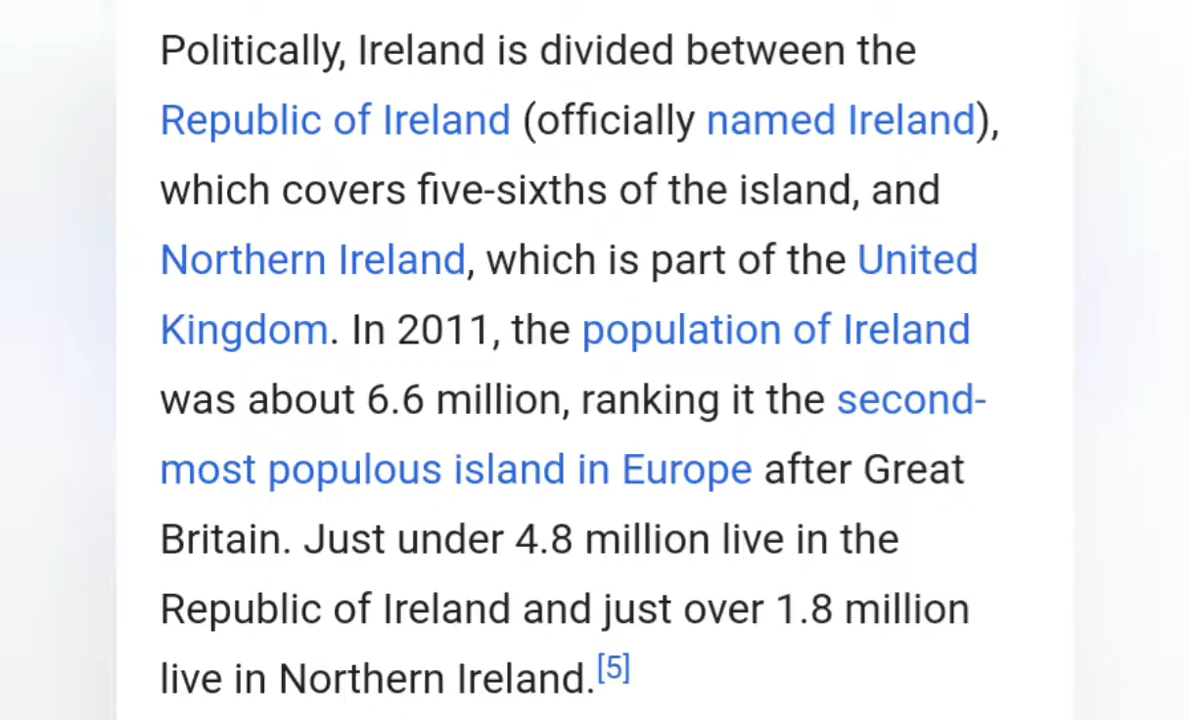 Politically, Ireland is divided between the
Republic of Ireland (officially named Ireland),
which covers five-sixths of the island, and
Northern Ireland, which is part of the United
Kingdom. In 2011, the population of Ireland
was about 6.6 million, ranking it the second-
most populous island in Europe after Great
Britain. Just under 4.8 million live in the
Republic of Ireland and just over 1.8 million
live in Northern Ireland.[5]